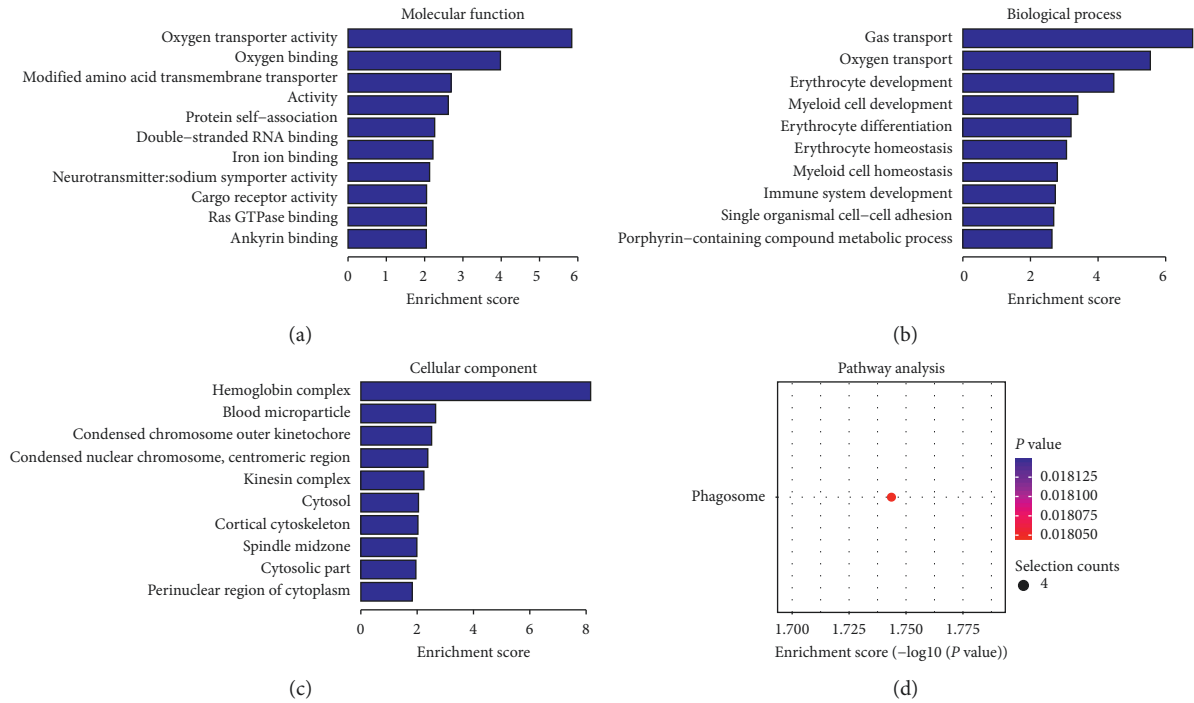 Molecular function
Oxygen transporter activity
Oxygen binding
Modified amino acid transmembrane transporter
Activity
Protein self−association
Double−stranded RNA binding
Iron ion binding
Neurotransmitter:sodium symporter activity
Cargo receptor activity
Ras GTPase binding
Ankyrin binding
0 1 2 3 4 5 6
Enrichment score
(a)
Biological process
Gas transport
Oxygen transport
Erythrocyte development
Myeloid cell development
Erythrocyte differentiation
Erythrocyte homeostasis
Myeloid cell homeostasis
Immune system development
Single organismal cell−cell adhesion
Porphyrin−containing compound metabolic process
0 2 4 6
Enrichment score
(b)
Cellular component
Hemoglobin complex
Blood microparticle
Condensed chromosome outer kinetochore
Condensed nuclear chromosome, centromeric region
Kinesin complex
Cytosol
Cortical cytoskeleton
Spindle midzone
Cytosolic part
Perinuclear region of cytoplasm
0 2 4 6 8
Enrichment score
(c)
Pathway analysis
Phagosome
1.700 1.725 1.750 1.775
Enrichment score (−log10 (P value))
P value
0.018125
0.018100
0.018075
0.018050
Selection counts
4
(d)